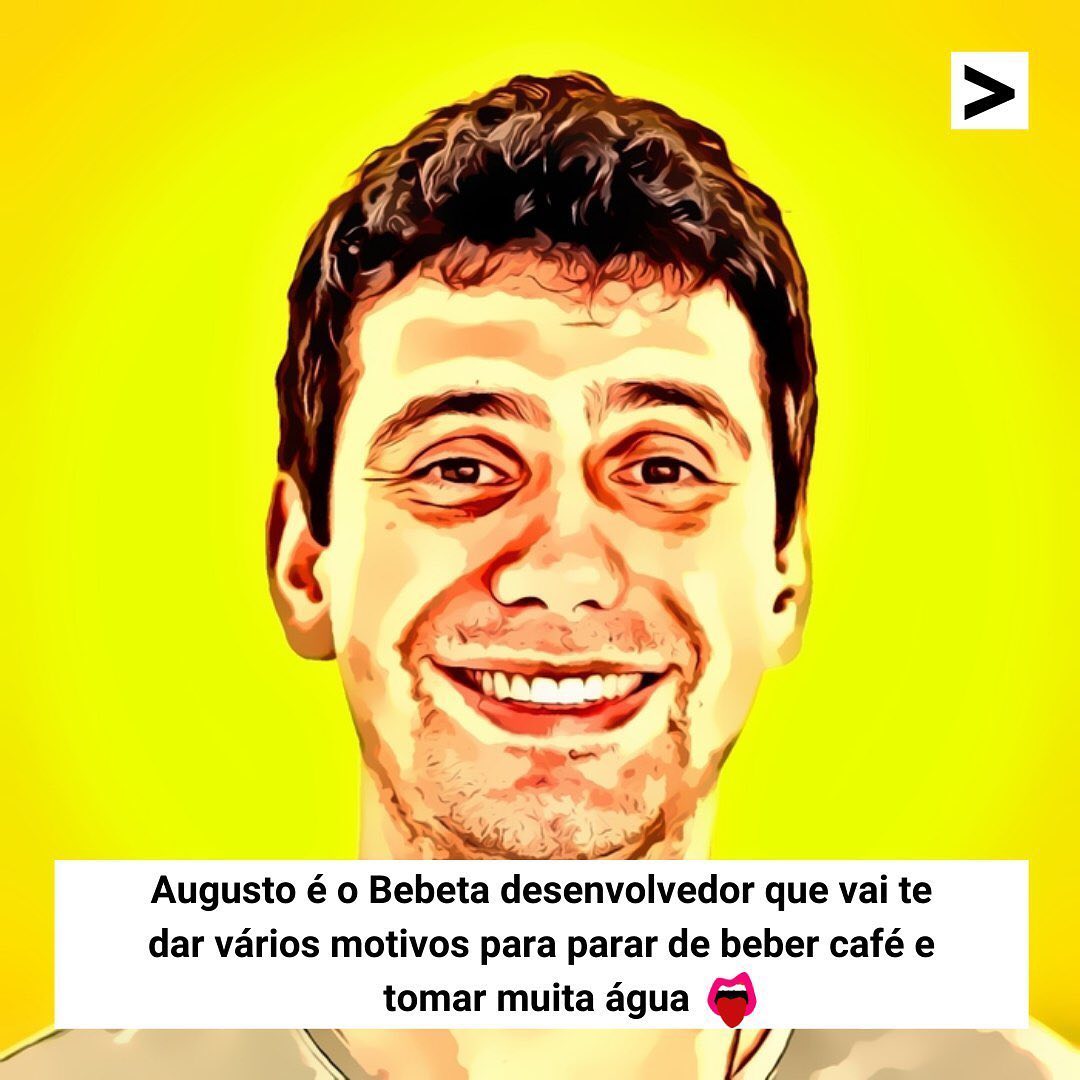 >
Augusto é o Bebeta desenvolvedor que vai te
dar vários motivos para parar de beber café e
tomar muita água